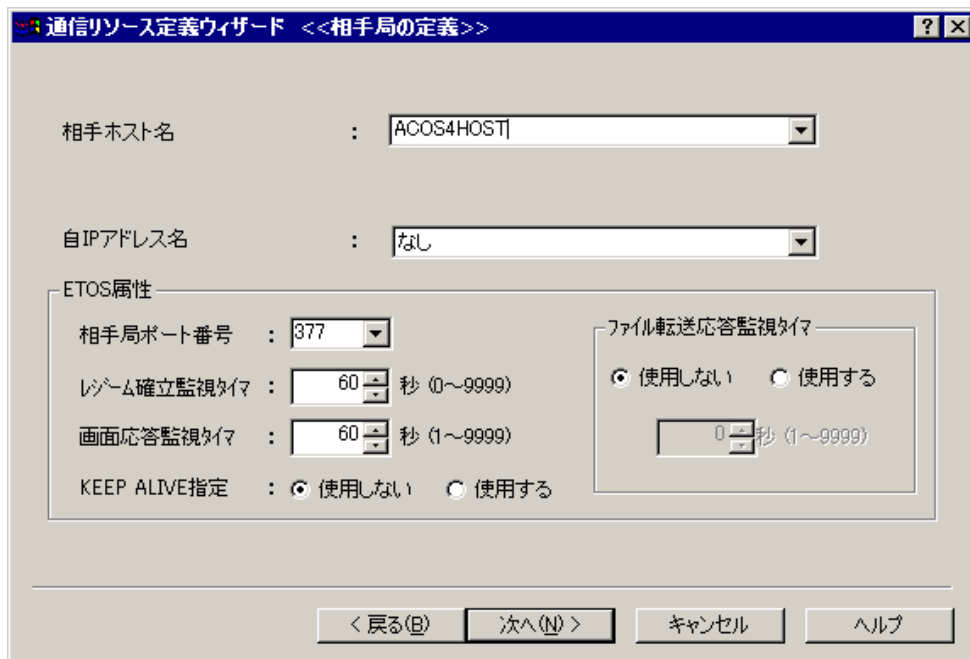 通信リソース定義ウィザード <<相手局の定義>>
相手ホスト名 : ACOS4HOST
自IPアドレス名 : なし
ETOS属性
相手局ポート番号 : 377
レジーム確立監視タイマ : 60 秒 (0～9999)
画面応答監視タイマ : 60 秒 (1～9999)
KEEP ALIVE指定 : 使用しない 使用する
ファイル転送応答監視タイマ
使用しない 使用する
0 秒 (1～9999)
< 戻る(B) 次へ(N) > キャンセル ヘルプ